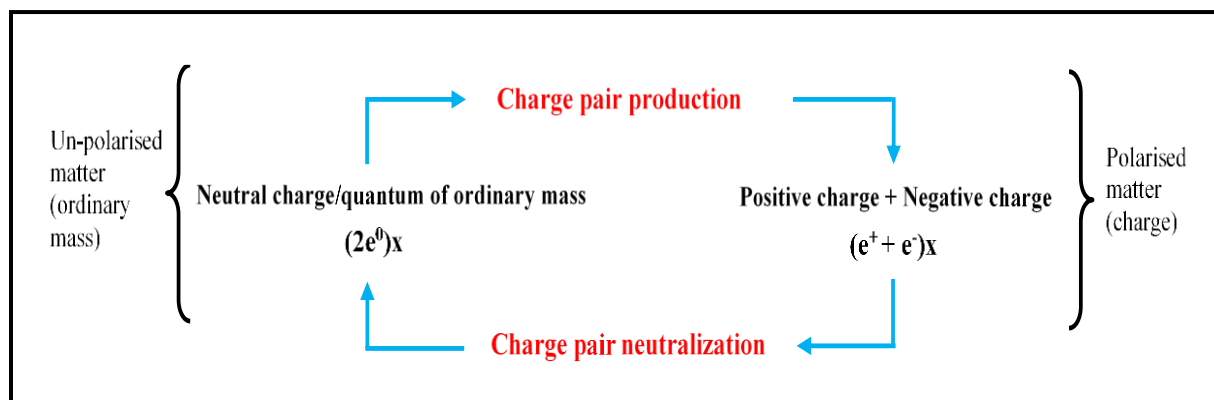 Charge pair production
Un-polarised
matter
(ordinary
mass)
Neutral charge/quantum of ordinary mass
(2e⁰)x
Positive charge + Negative charge
(e⁺ + e⁻)x
Polarised
matter
(charge)
Charge pair neutralization